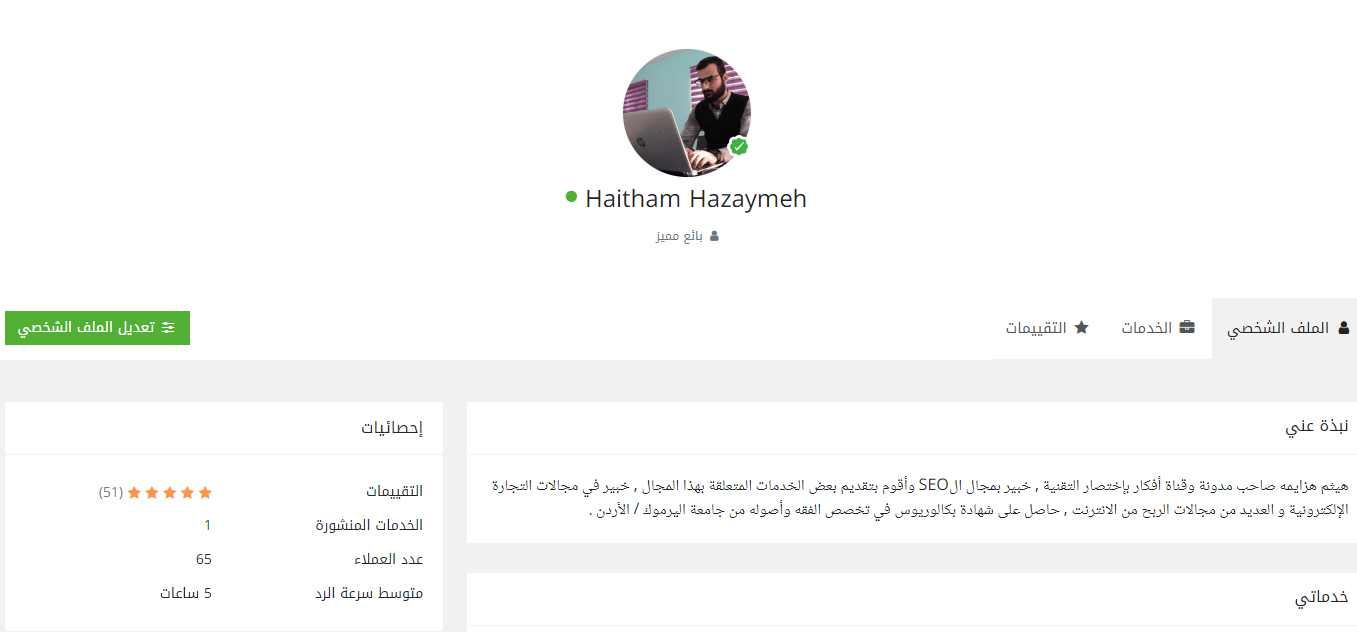 Haitham Hazaymeh
بائع مميز
الملف الشخصي
الخدمات
التقييمات
تعديل الملف الشخصي
نبذة عني
هيثم هزايمه صاحب مدونة وقناة أفكار بإختصار التقنية , خبير بمجال الSEO وأقوم بتقديم بعض الخدمات المتعلقة بهذا المجال , خبير في مجالات التجارة
الإلكترونية و العديد من مجالات الربح من الانترنت , حاصل على شهادة بكالوريوس في تخصص الفقه وأصوله من جامعة اليرموك / الأردن .
خدماتي
إحصائيات
التقييمات (51)
الخدمات المنشورة 1
عدد العملاء 65
متوسط سرعة الرد 5 ساعات